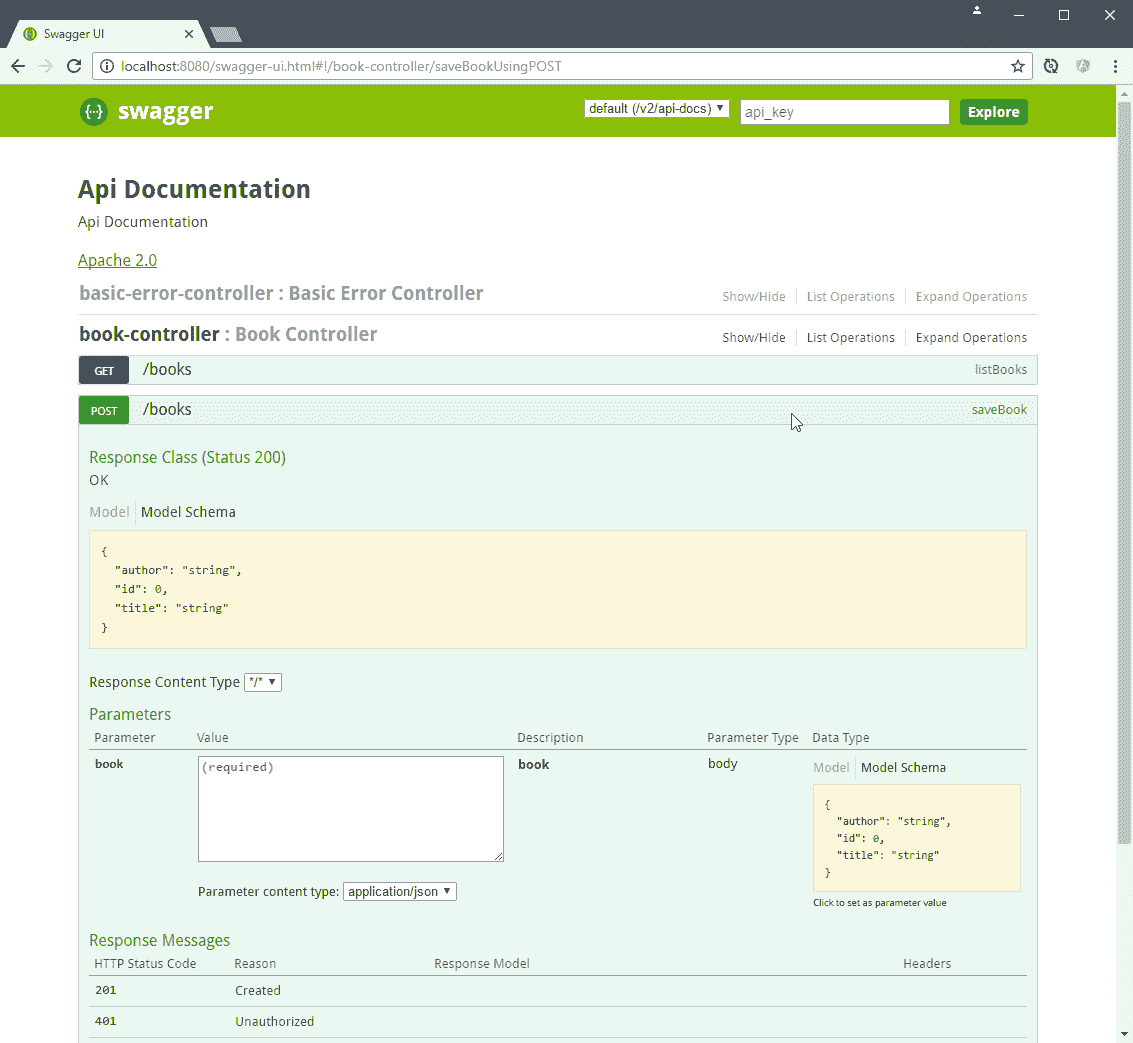 Swagger UI
localhost:8080/swagger-ui.html#!/book-controller/saveBookUsingPOST
{···} swagger
default (/v2/api-docs)
api_key
Explore
Api Documentation
Api Documentation
Apache 2.0
basic-error-controller : Basic Error Controller
Show/Hide List Operations Expand Operations
book-controller : Book Controller
Show/Hide List Operations Expand Operations
GET /books listBooks
POST /books saveBook
Response Class (Status 200)
OK
Model Model Schema
{
"author": "string",
"id": 0,
"title": "string"
}
Response Content Type */*
Parameters
Parameter Value Description Parameter Type Data Type
book (required) book body
Model Model Schema
{
"author": "string",
"id": 0,
"title": "string"
}
Click to set as parameter value
Parameter content type: application/json
Response Messages
HTTP Status Code Reason Response Model Headers
201 Created
401 Unauthorized